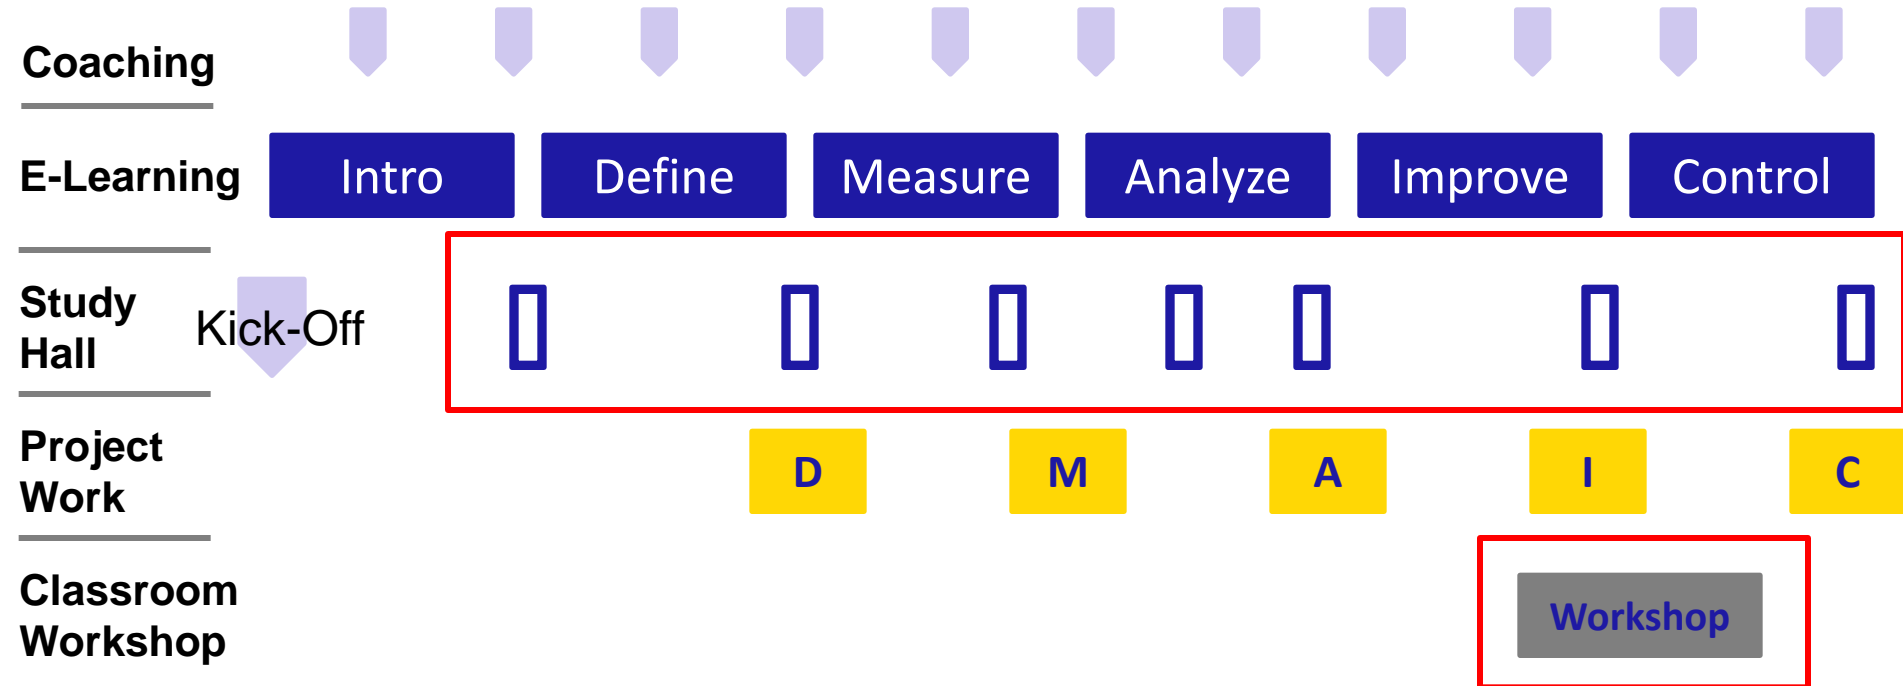 Coaching
E-Learning
Intro
Define
Measure
Analyze
Improve
Control
Study
Hall
Kick-Off
Project
Work
D
M
A
I
C
Classroom
Workshop
Workshop